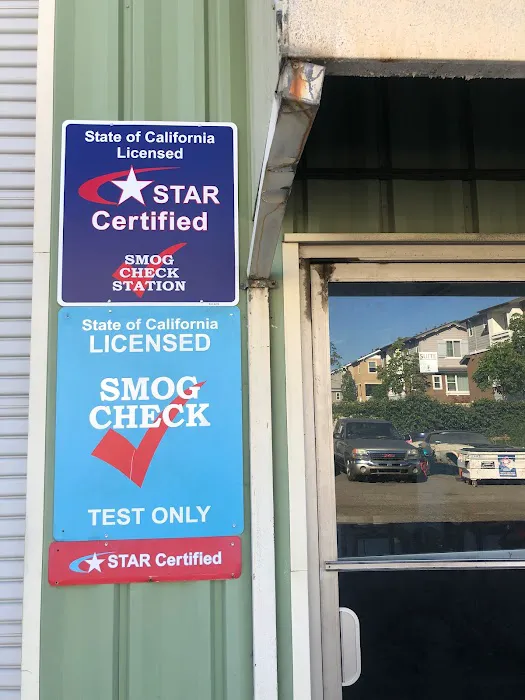 State of California
Licensed
STAR
Certified
SMOG
CHECK
STATION
State of California
LICENSED
SMOG
CHECK
TEST ONLY
STAR Certified